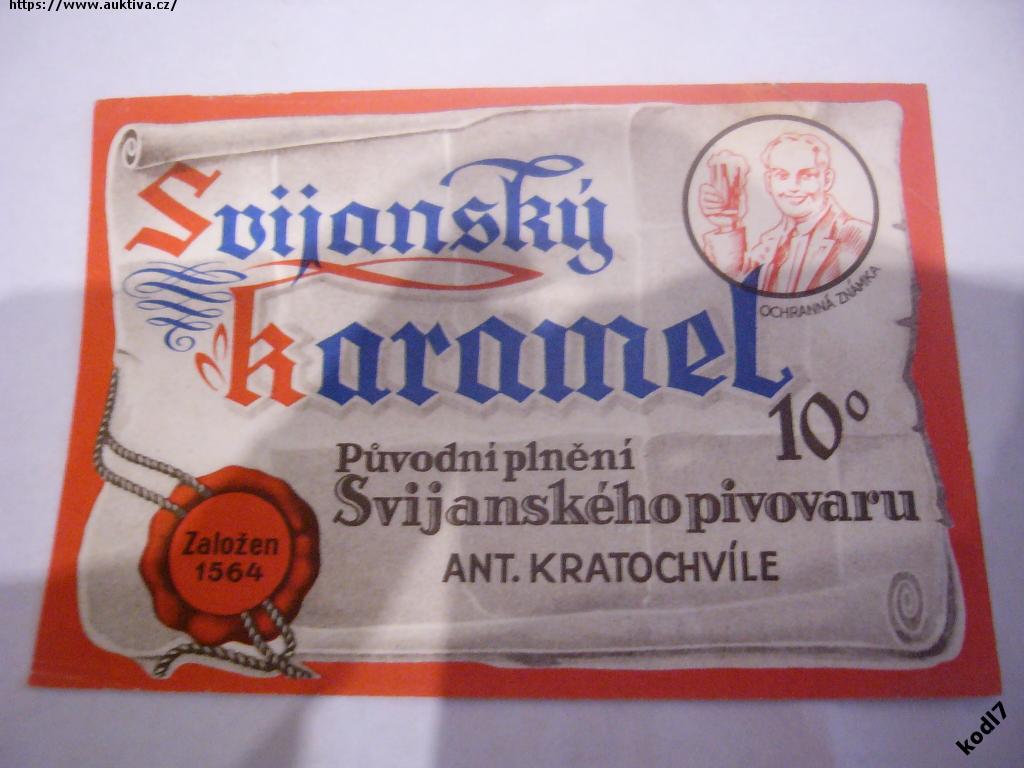 https://www.auktiva.cz/
Svijanský
karamel
OCHRANNÁ ZNÁMKA
10°
Původní plnění
Svijanského pivovaru
ANT. KRATOCHVÍLE
Založen
1564
kodl7